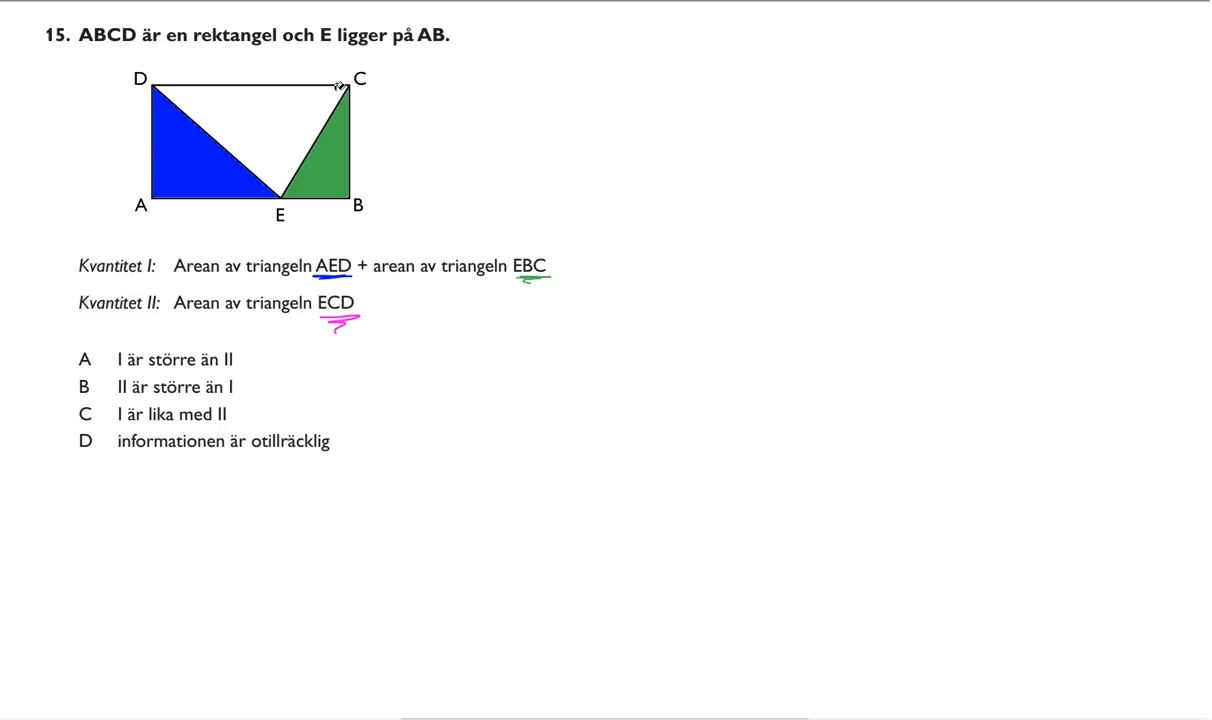 15. ABCD är en rektangel och E ligger på AB.
D C
A E B
Kvantitet I: Arean av triangeln AED + arean av triangeln EBC
Kvantitet II: Arean av triangeln ECD
A I är större än II
B II är större än I
C I är lika med II
D informationen är otillräcklig